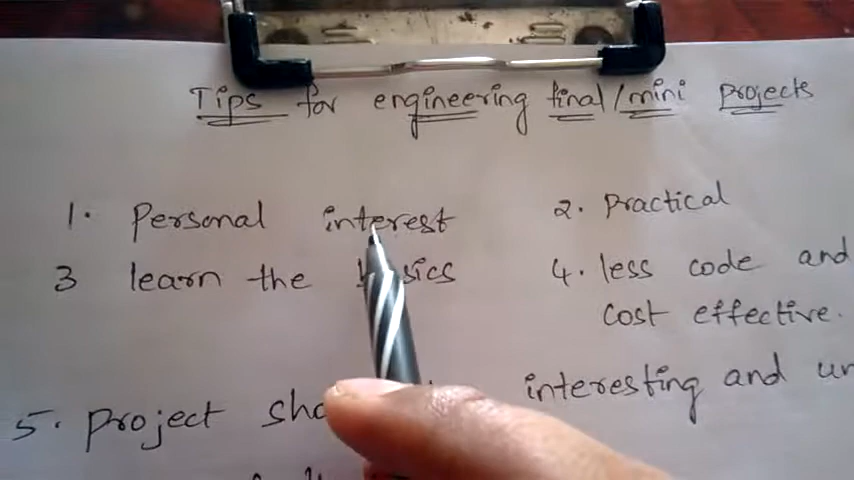 Tips for engineering final/mini projects
1. Personal interest 2. Practical
3 learn the 4. less code and
cost effective.
5. project interesting and